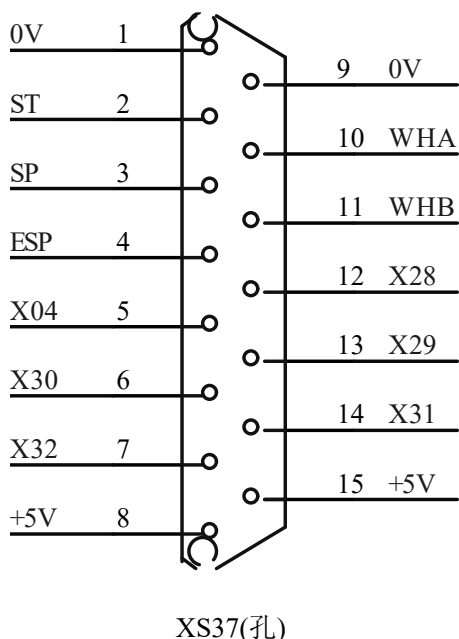 0V 1
9 0V
ST 2
10 WHA
SP 3
11 WHB
ESP 4
12 X28
X04 5
13 X29
X30 6
14 X31
X32 7
15 +5V
+5V 8
XS37(孔)